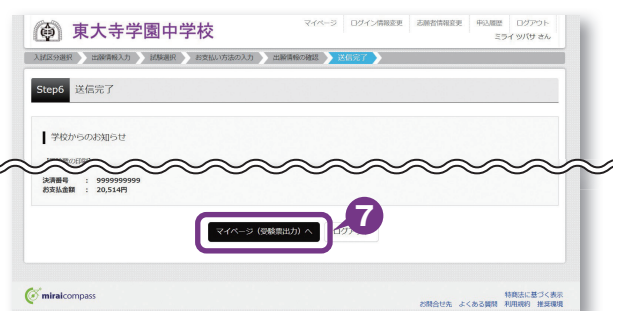 東大寺学園中学校
マイページ ログイン情報変更 志願者情報変更 申込履歴 ログアウト
ミライ ツバサ さん
入試区分選択 出願情報入力 試験選択 お支払い方法の入力 出願情報の確認 送信完了
Step6 送信完了
学校からのお知らせ
決済番号 : 9999999999
お支払金額 : 20,514円
マイページ（受験票出力）へ
7
miraicompass
特商法に基づく表示
お問合せ先 よくある質問 利用規約 推奨環境